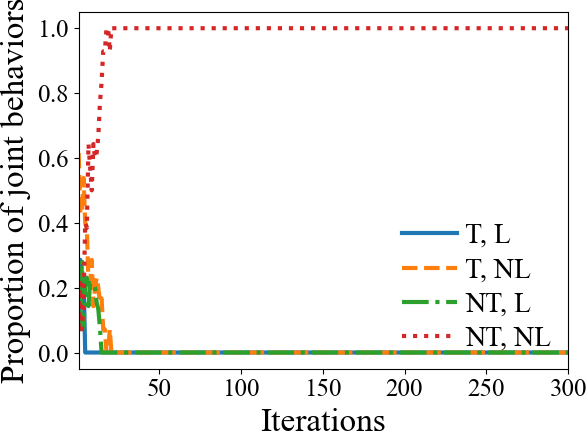 Proportion of joint behaviors
1.0
0.8
0.6
0.4
0.2
0.0
T, L
T, NL
NT, L
NT, NL
50 100 150 200 250 300
Iterations